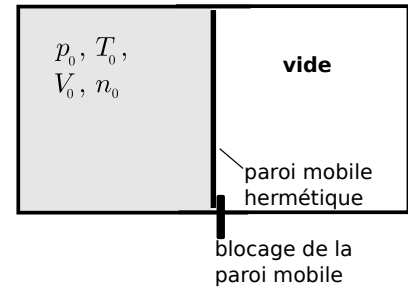 p₀, T₀,
V₀, n₀
vide
paroi mobile
hermétique
blocage de la
paroi mobile